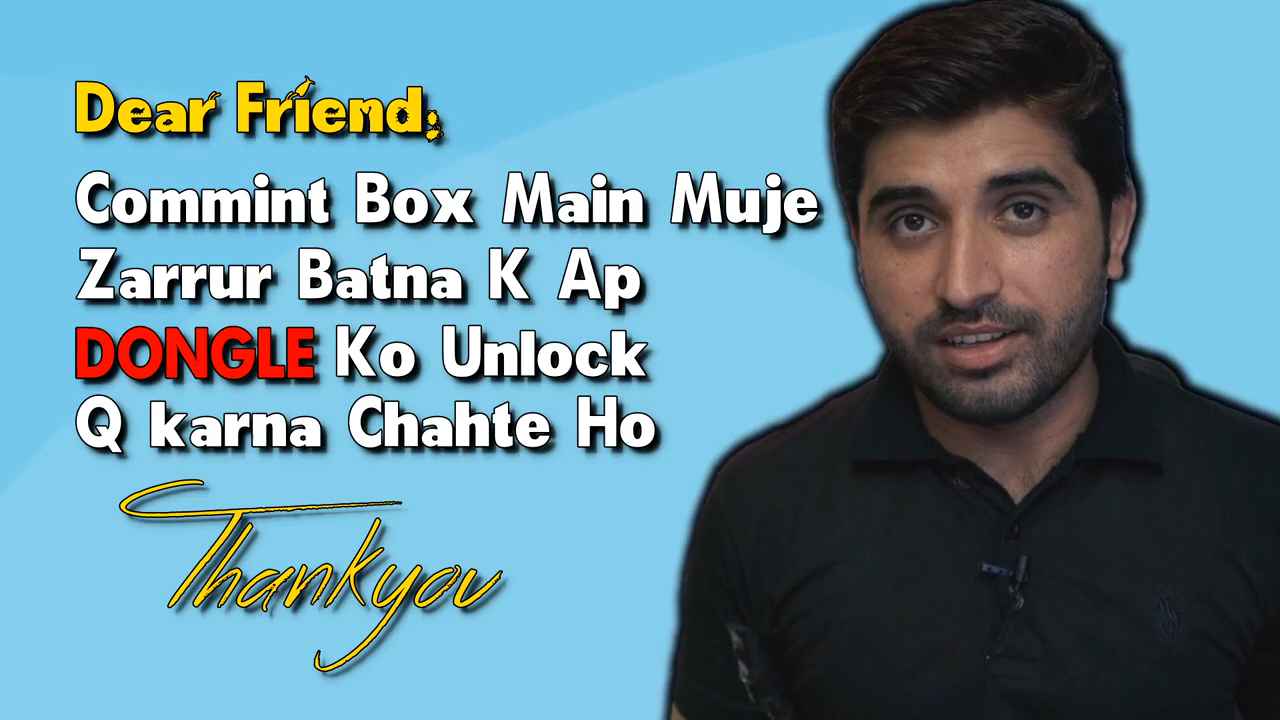 Dear Friend,
Commint Box Main Muje
Zarrur Batna K Ap
DONGLE Ko Unlock
Q karna Chahte Ho
Thankyou